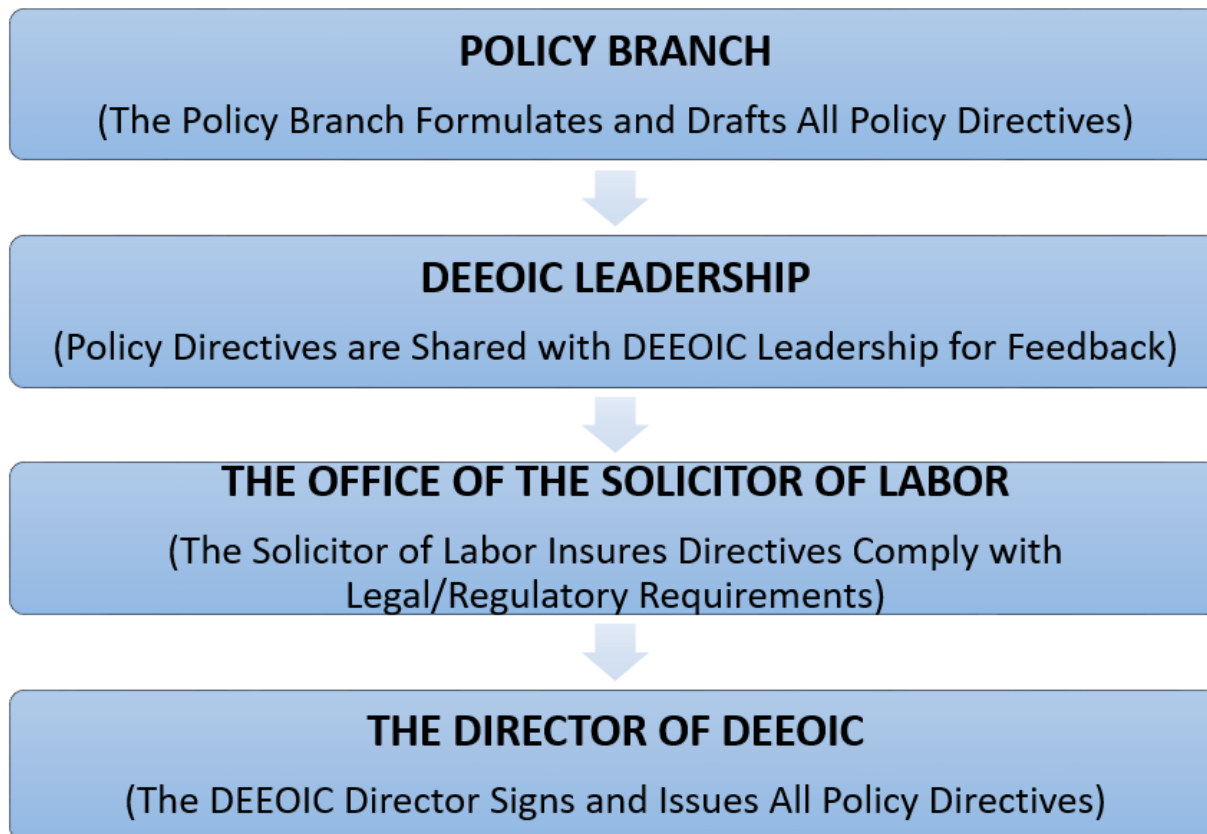 POLICY BRANCH
(The Policy Branch Formulates and Drafts All Policy Directives)
DEEOIC LEADERSHIP
(Policy Directives are Shared with DEEOIC Leadership for Feedback)
THE OFFICE OF THE SOLICITOR OF LABOR
(The Solicitor of Labor Insures Directives Comply with
Legal/Regulatory Requirements)
THE DIRECTOR OF DEEOIC
(The DEEOIC Director Signs and Issues All Policy Directives)